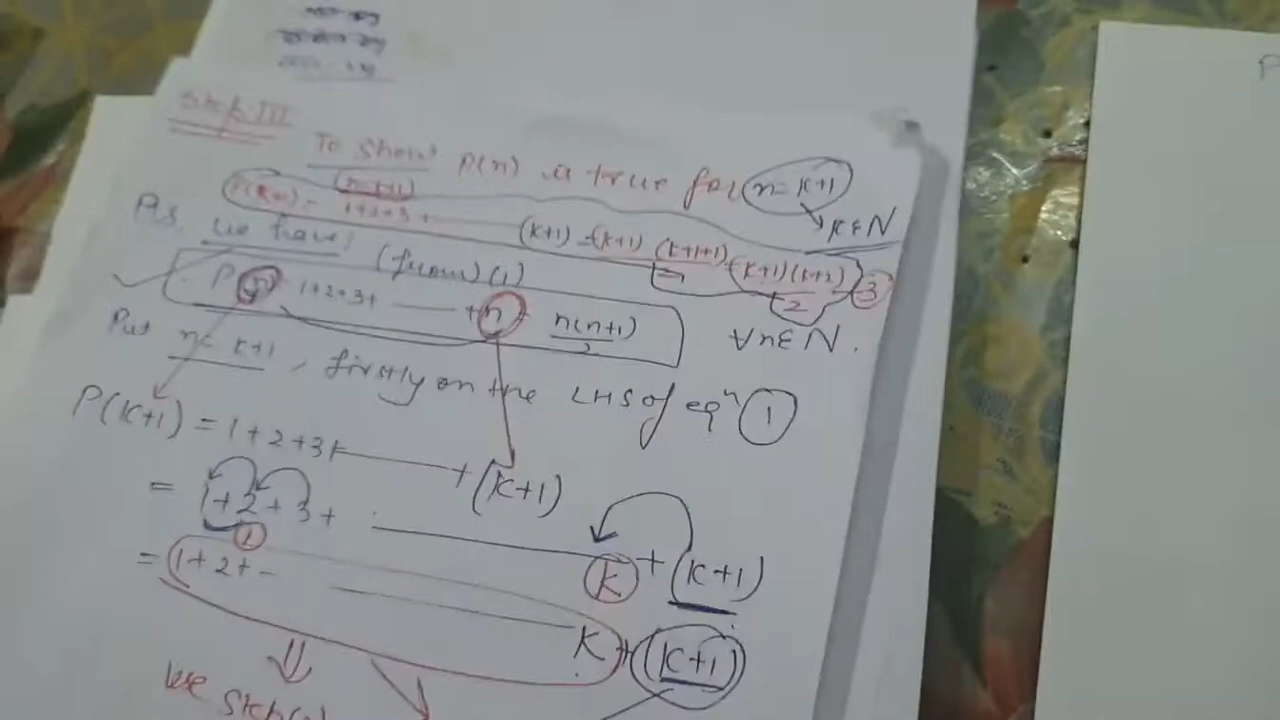 Step-III
To show P(n) is true for n = k+1
k∈N
1+2+3+ (k+1) = (k+1) (k+1+1) (k+1)(k+2) / 2 3
As we have, (from) (1)
P 1+2+3+ + n n(n+1) / 2 ∀n∈N.
Put n = k+1, firstly on the LHS of eqⁿ 1
P(k+1) = 1+2+3+ + (k+1)
= 1+2+3+ k + (k+1)
1
= (1+2+- k) + (k+1)
⇓
use Step
P